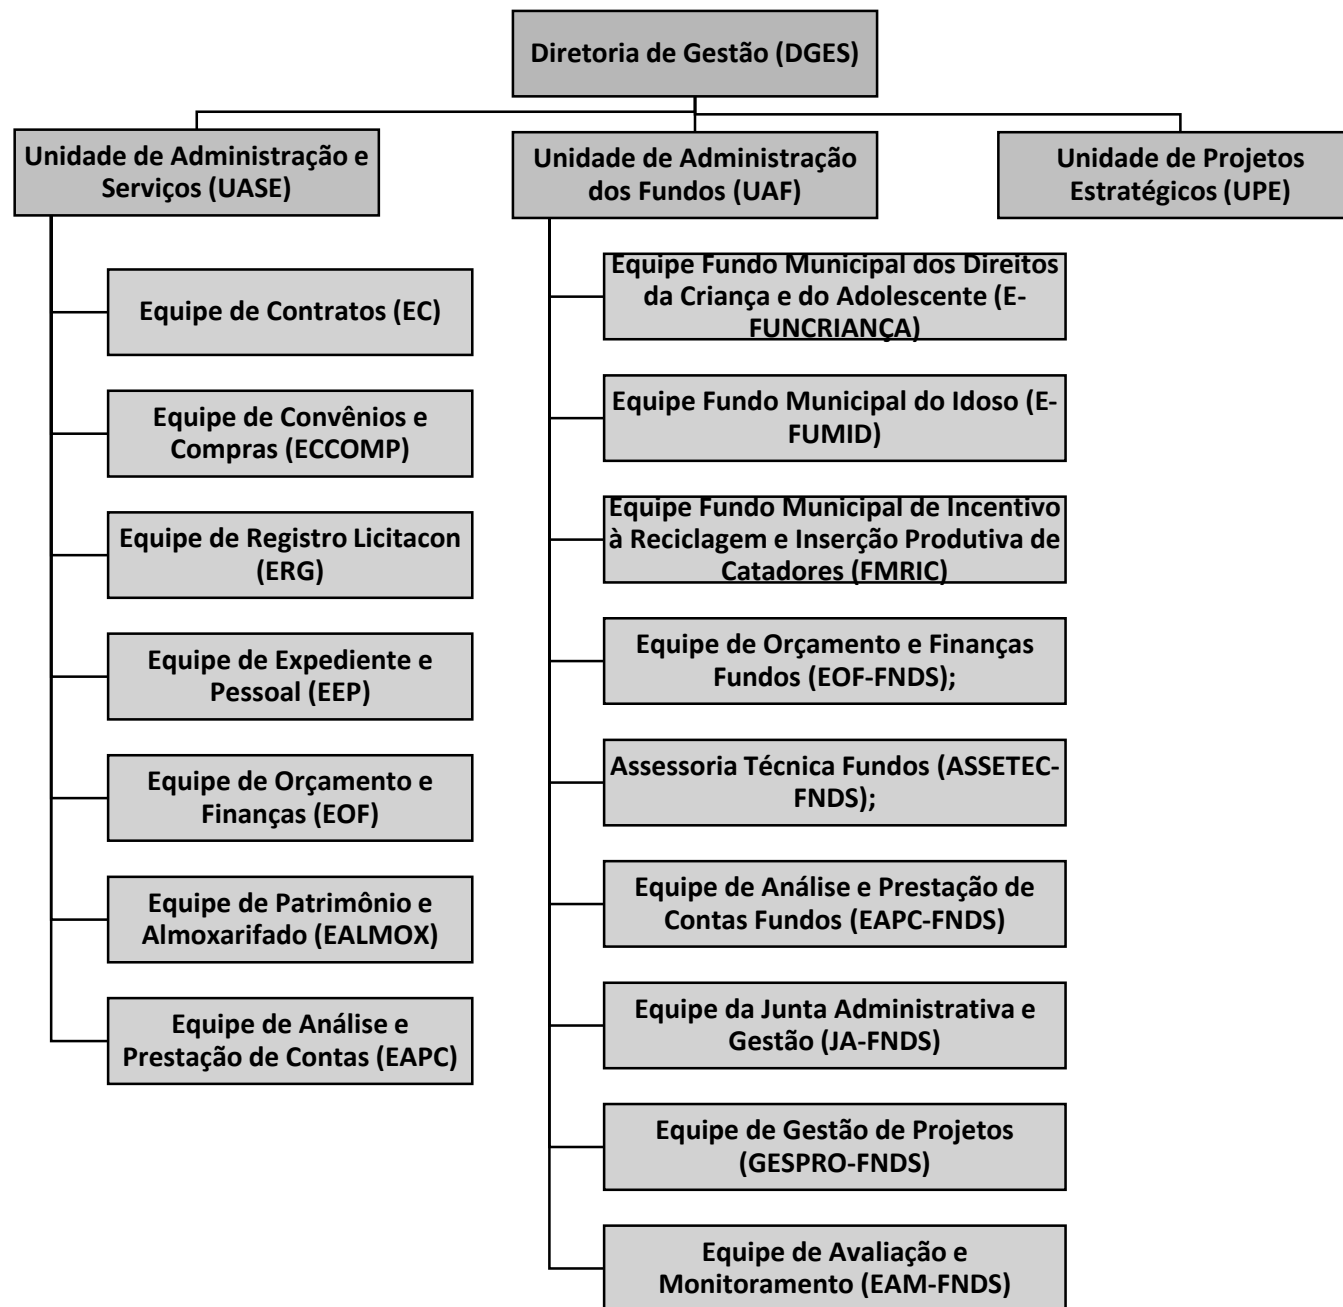 Diretoria de Gestão (DGES)
Unidade de Administração e
Serviços (UASE)
Unidade de Administração
dos Fundos (UAF)
Unidade de Projetos
Estratégicos (UPE)
Equipe de Contratos (EC)
Equipe de Convênios e
Compras (ECCOMP)
Equipe de Registro Licitacon
(ERG)
Equipe de Expediente e
Pessoal (EEP)
Equipe de Orçamento e
Finanças (EOF)
Equipe de Patrimônio e
Almoxarifado (EALMOX)
Equipe de Análise e
Prestação de Contas (EAPC)
Equipe Fundo Municipal dos Direitos
da Criança e do Adolescente (E-
FUNCRIANÇA)
Equipe Fundo Municipal do Idoso (E-
FUMID)
Equipe Fundo Municipal de Incentivo
à Reciclagem e Inserção Produtiva de
Catadores (FMRIC)
Equipe de Orçamento e Finanças
Fundos (EOF-FNDS);
Assessoria Técnica Fundos (ASSETEC-
FNDS);
Equipe de Análise e Prestação de
Contas Fundos (EAPC-FNDS)
Equipe da Junta Administrativa e
Gestão (JA-FNDS)
Equipe de Gestão de Projetos
(GESPRO-FNDS)
Equipe de Avaliação e
Monitoramento (EAM-FNDS)